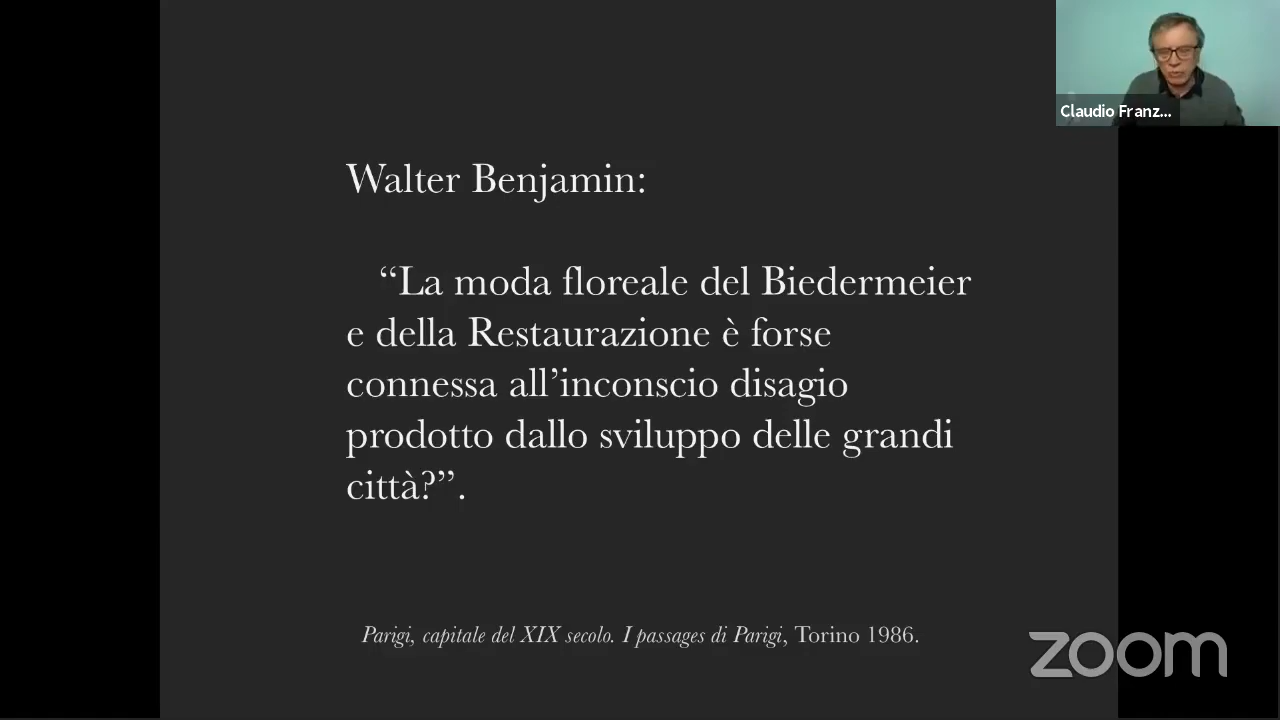 Claudio Franz...
Walter Benjamin:
“La moda floreale del Biedermeier
e della Restaurazione è forse
connessa all’inconscio disagio
prodotto dallo sviluppo delle grandi
città?”.
Parigi, capitale del XIX secolo. I passages di Parigi, Torino 1986.
zoom